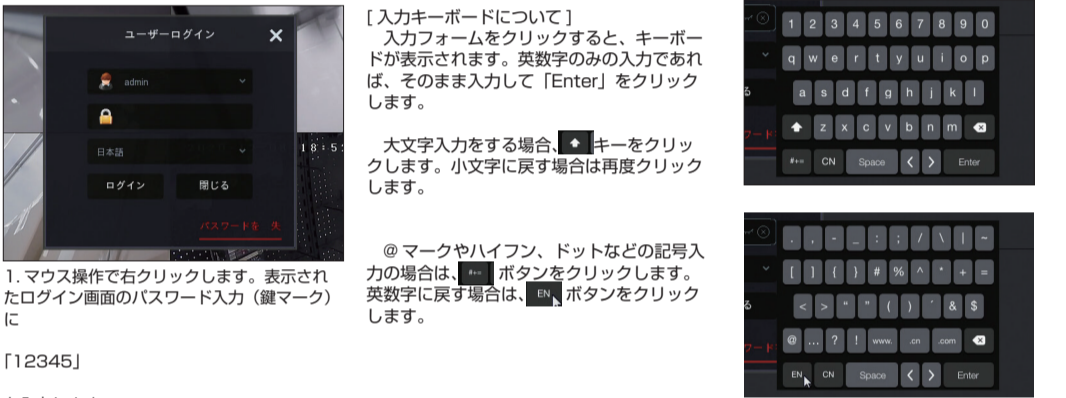 ユーザーログイン
admin
日本語
18:5
ログイン 閉じる
パスワードを 失
1. マウス操作で右クリックします。表示され
たログイン画面のパスワード入力（鍵マーク）
に
「12345」
[ 入力キーボードについて ]
入力フォームをクリックすると、キーボー
ドが表示されます。英数字のみの入力であれ
ば、そのまま入力して「Enter」をクリック
します。
大文字入力をする場合、キーをクリッ
クします。小文字に戻す場合は再度クリック
します。
@ マークやハイフン、ドットなどの記号入
力の場合は、#+= ボタンをクリックします。
英数字に戻す場合は、EN ボタンをクリック
します。
1 2 3 4 5 6 7 8 9 0
q w e r t y u i o p
a s d f g h j k l
z x c v b n m
#+= CN Space < > Enter
. , - _ : ; / \ | ~
[ ] { } # % ^ * + =
< > “ ” ( ) ´ & $
@ ... ? ! www. .cn .com
EN CN Space < > Enter